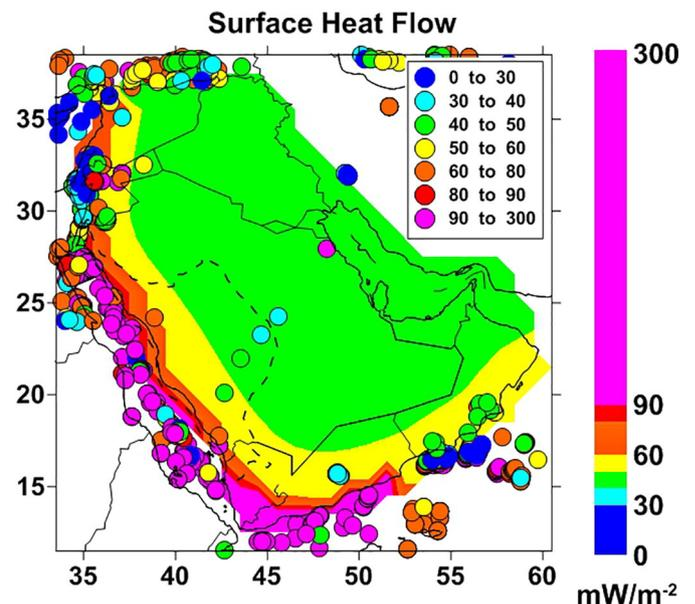 Surface Heat Flow
0 to 30
30 to 40
40 to 50
50 to 60
60 to 80
80 to 90
90 to 300
35
30
25
20
15
35 40 45 50 55 60
300
90
60
30
0
mW/m-2